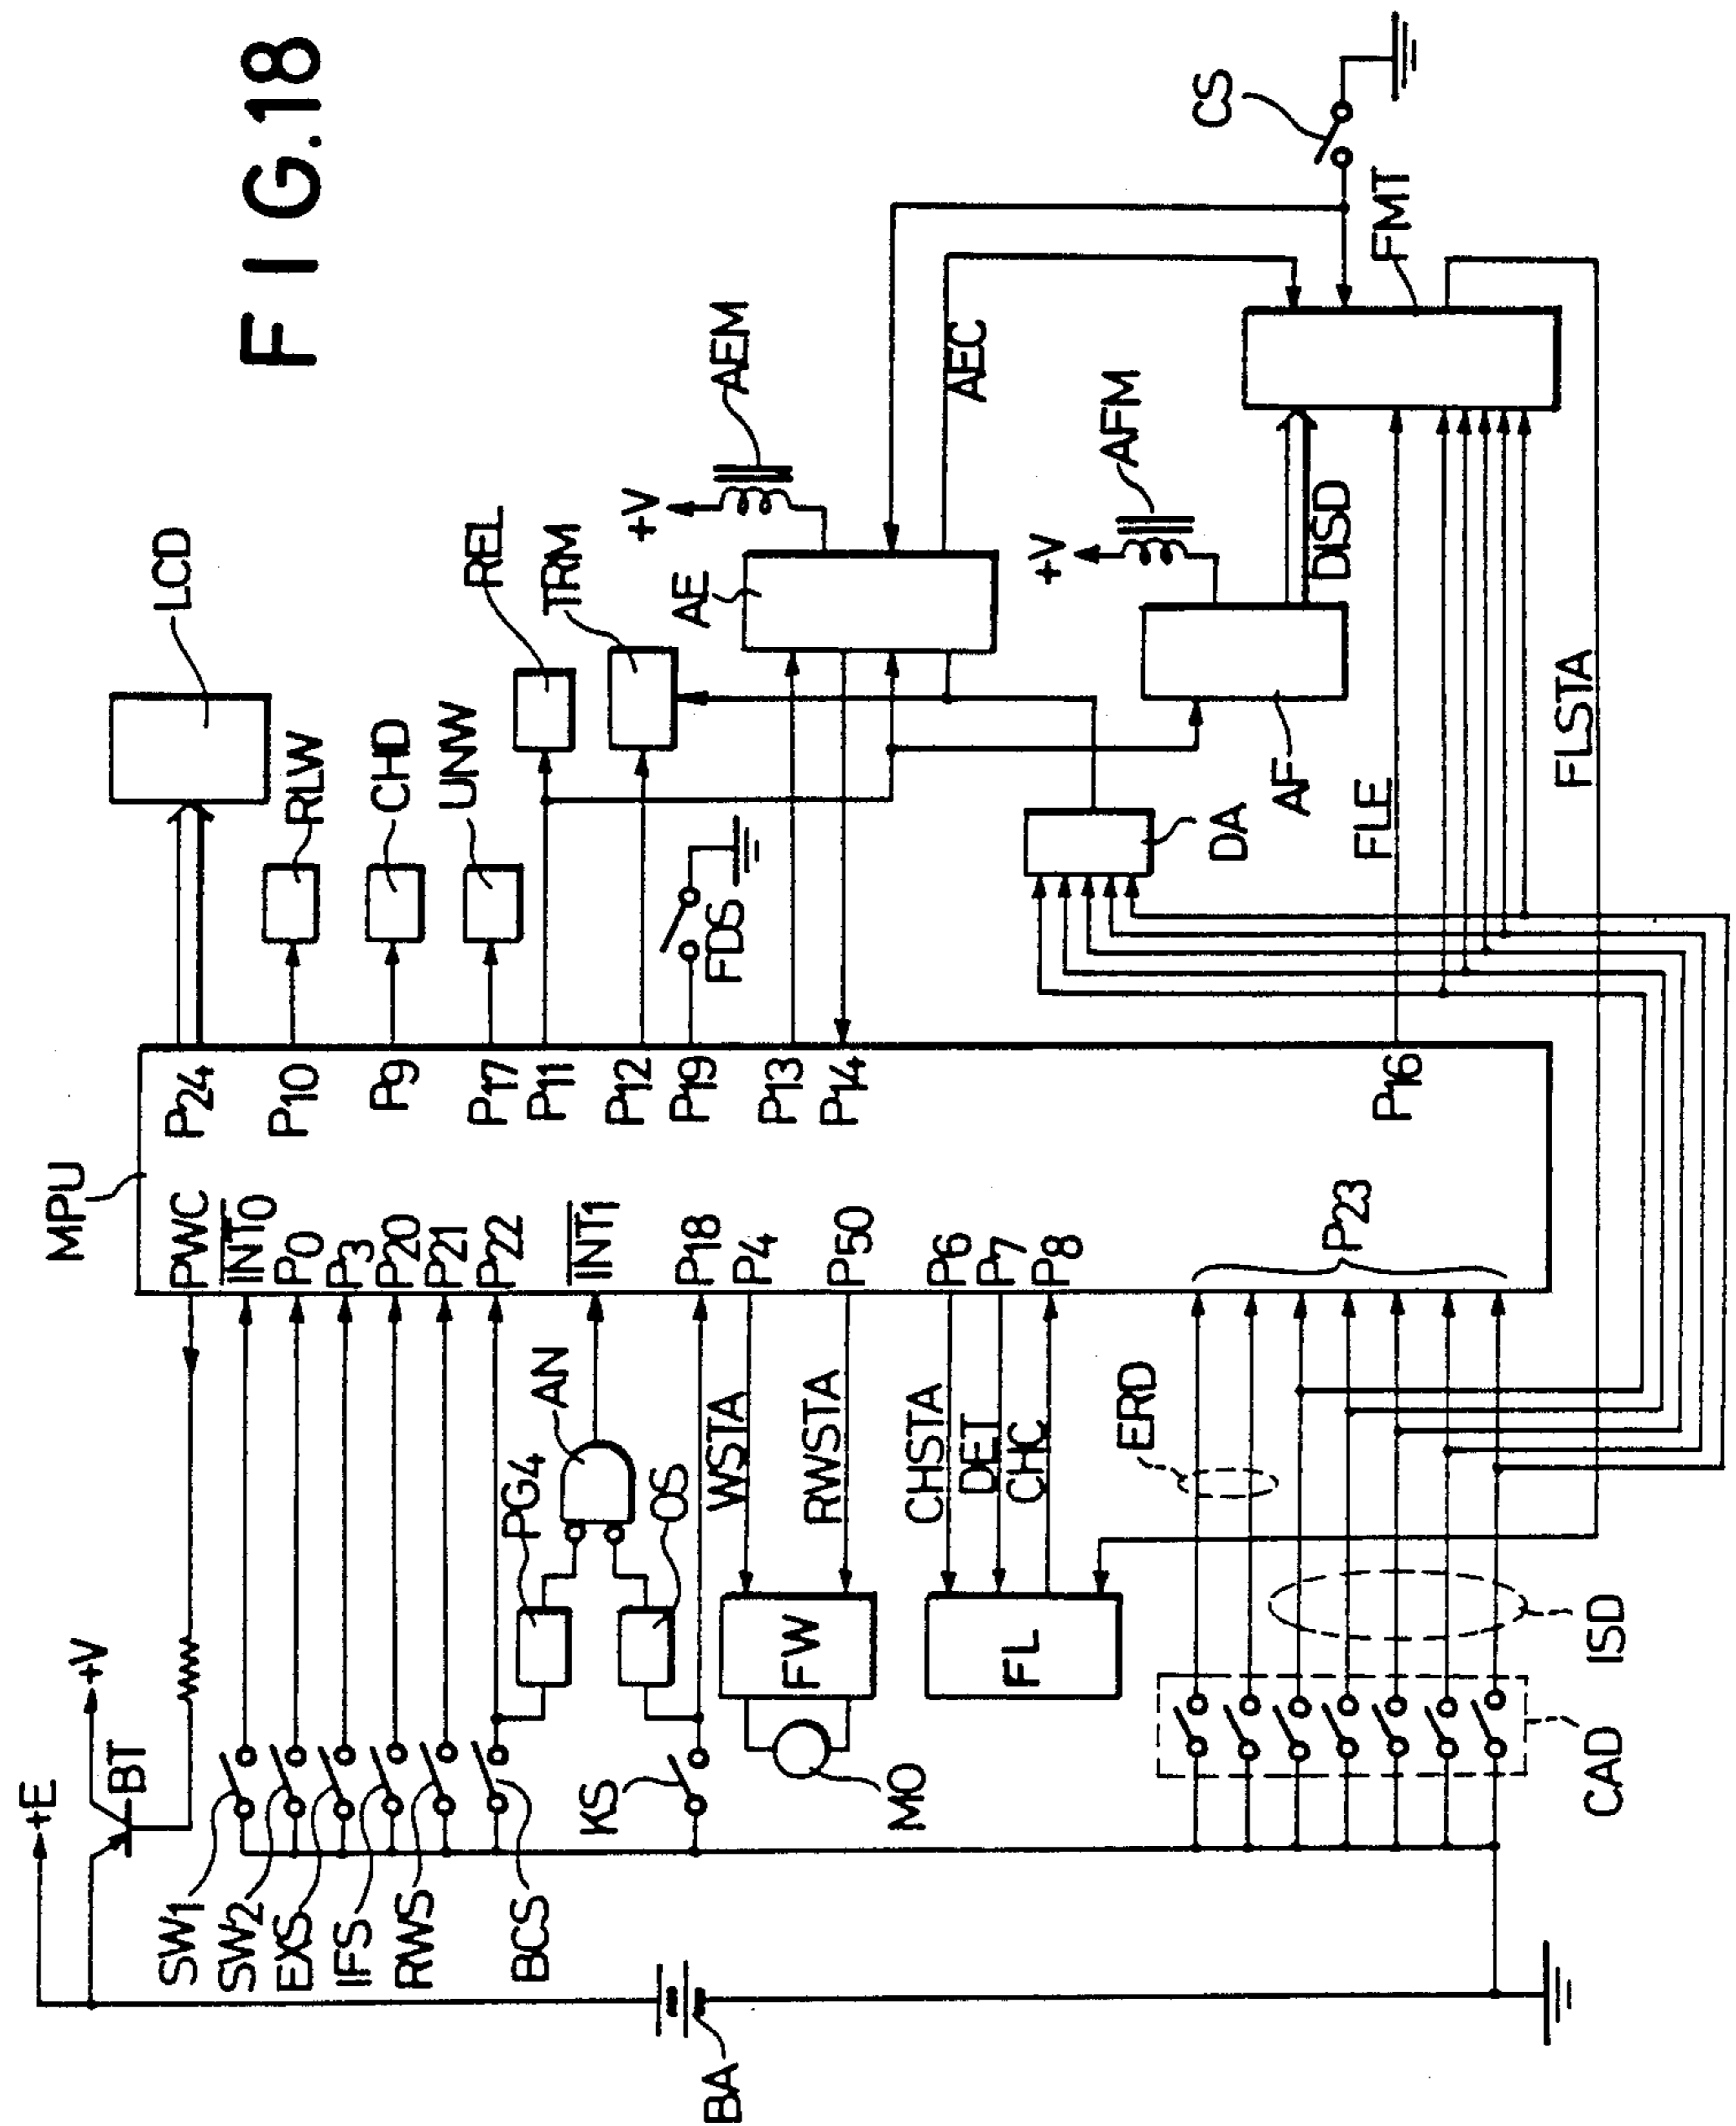 FIG.18
LCD
RLW
CHD
UNW
REL
TRM
+V
AEM
AE
AEC
+V
AFM
AF
DISD
DA
FDS
FLE
FMT
CS
FLSTA
MPU
P24
P10
P9
P17
P11
P12
P19
P13
P14
P16
PWC
INT0
P0
P3
P20
P21
P22
INT1
P18
P4
P50
P6
P7
P8
P23
AN
PG4
OS
WSTA
RWSTA
CHSTA
DET
CHC
ERD
ISD
CAD
FW
FL
MO
KS
+E
+V
BT
SW1
SW2
EXS
IFS
RWS
BCS
BA